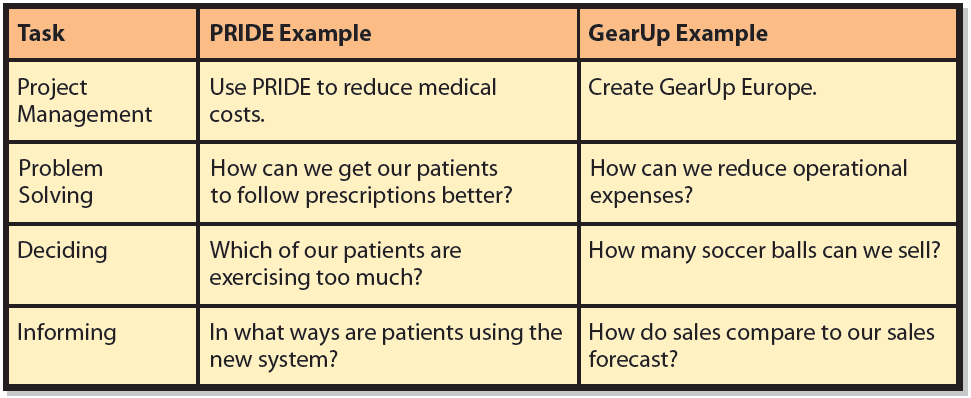 Task PRIDE Example GearUp Example
Project Management Use PRIDE to reduce medical costs. Create GearUp Europe.
Problem Solving How can we get our patients to follow prescriptions better? How can we reduce operational expenses?
Deciding Which of our patients are exercising too much? How many soccer balls can we sell?
Informing In what ways are patients using the new system? How do sales compare to our sales forecast?